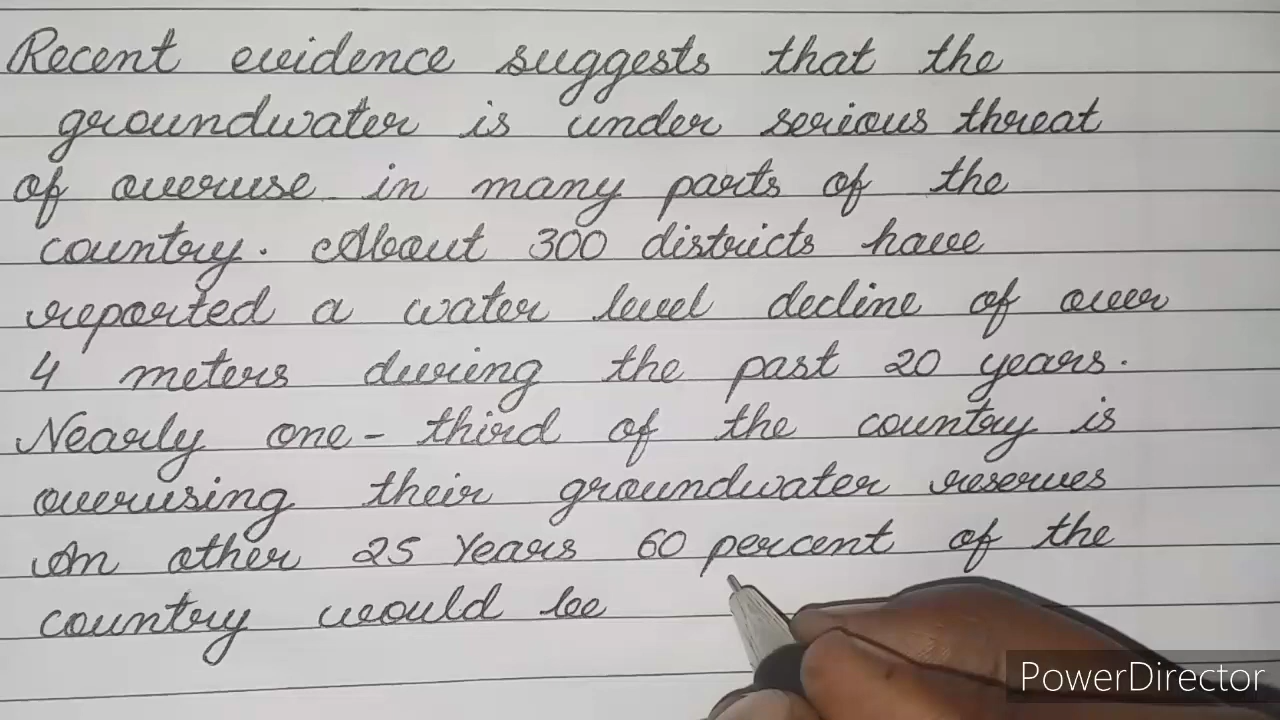 Recent evidence suggests that the
groundwater is under serious threat
of overuse in many parts of the
country. About 300 districts have
reported a water level decline of over
4 meters during the past 20 years.
Nearly one-third of the country is
overusing their groundwater reserves
An other 25 Years 60 percent of the
country would be
PowerDirector